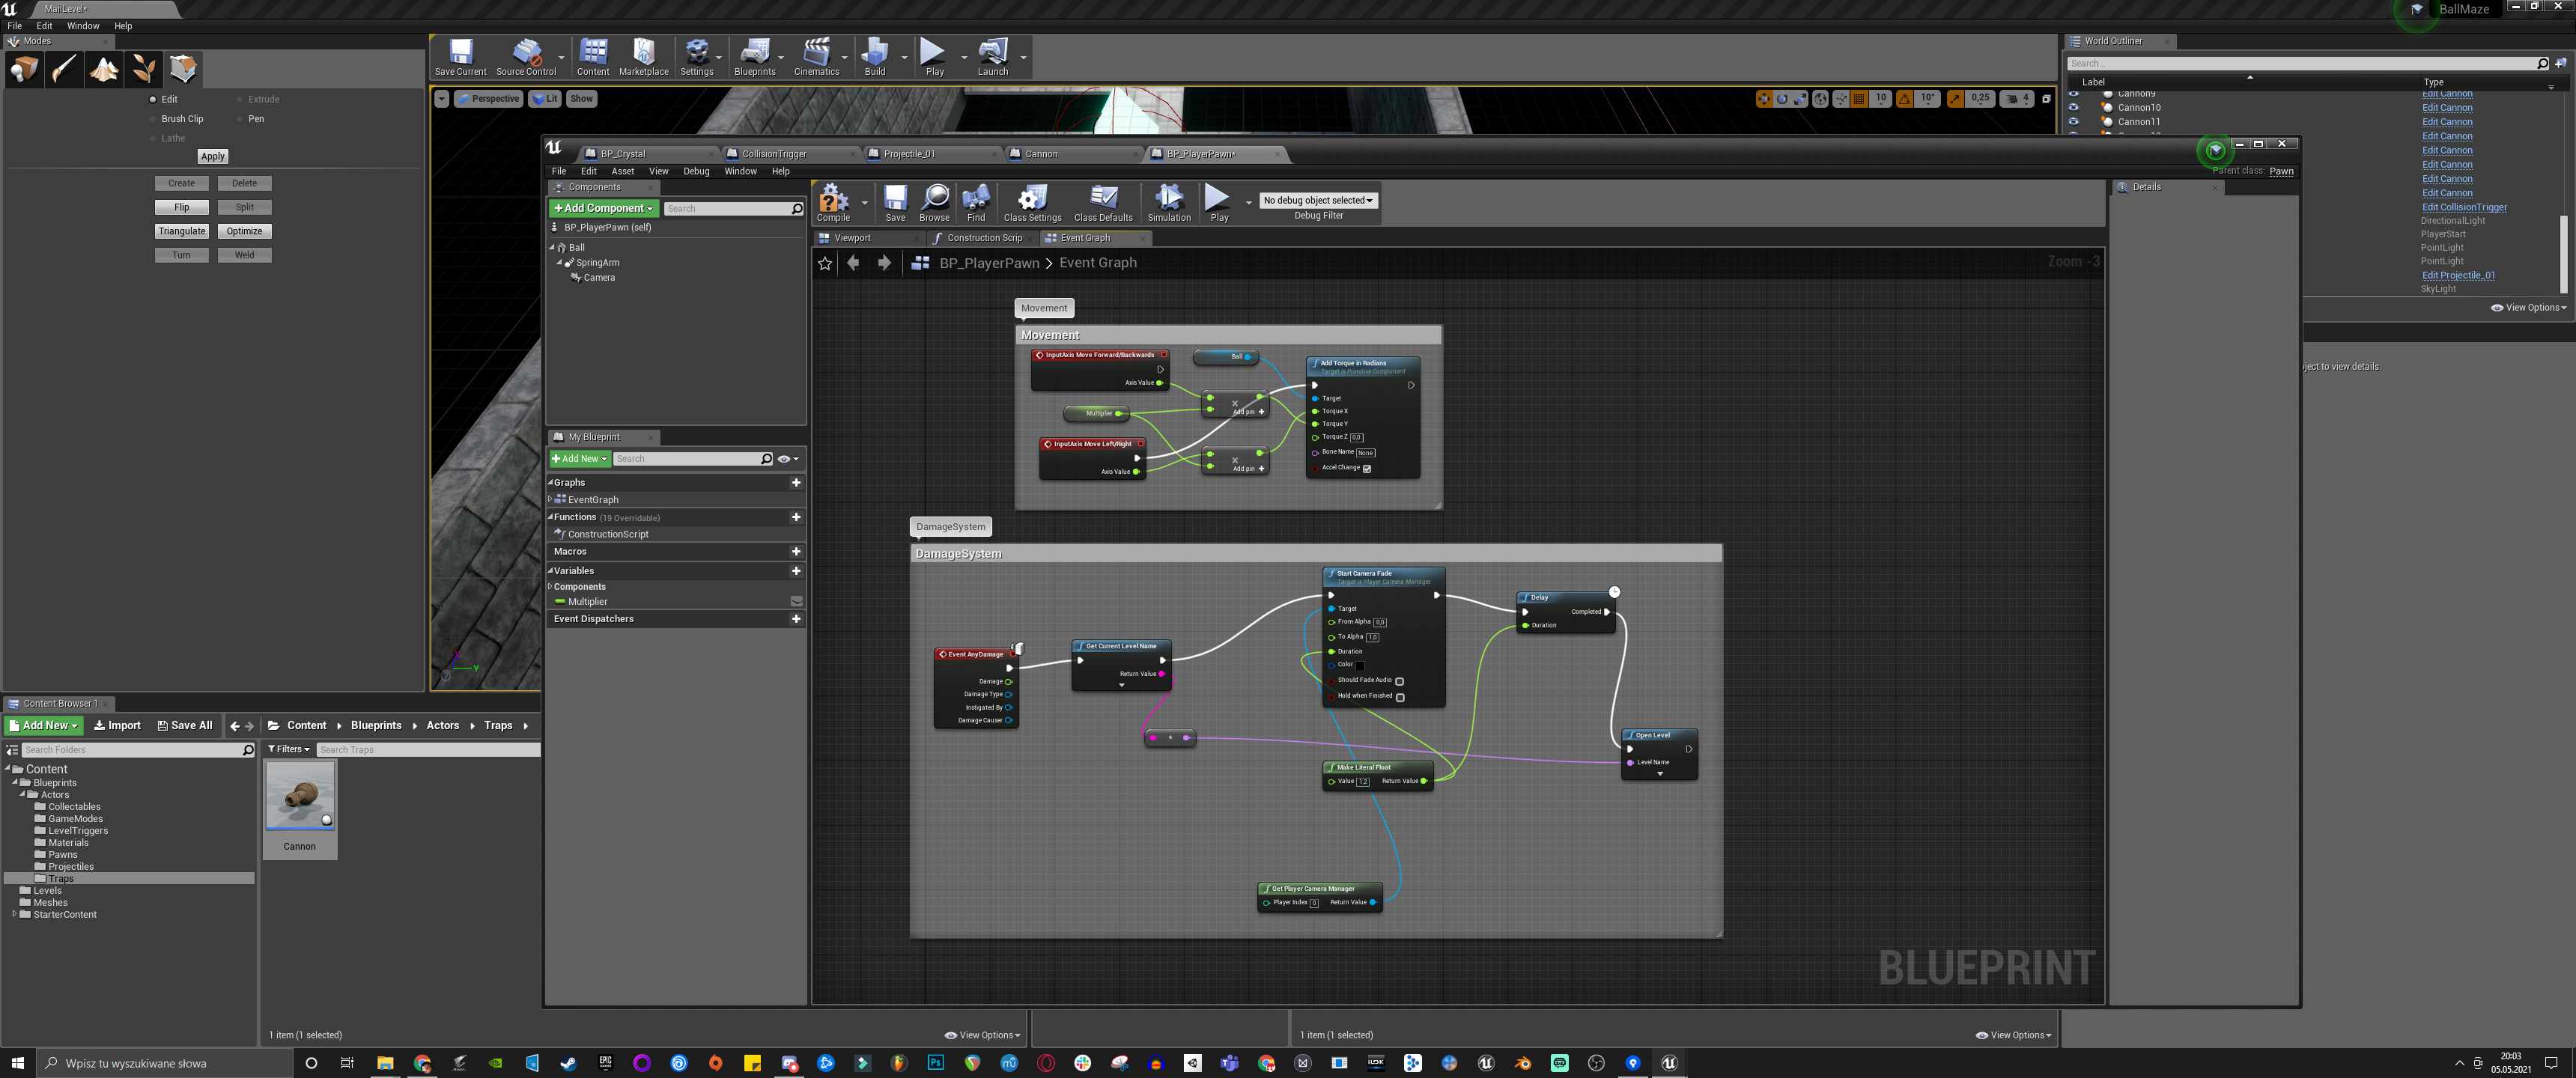 MailLevel*
BallMaze
File Edit Window Help
Modes
Edit
Extrude
Brush Clip
Pen
Lathe
Apply
Create
Delete
Flip
Split
Triangulate
Optimize
Turn
Weld
Save Current
Source Control
Content
Marketplace
Settings
Blueprints
Cinematics
Build
Play
Launch
Perspective
Lit
Show
10
10°
0,25
4
World Outliner
Search...
Label
Type
Cannon9
Edit Cannon
Cannon10
Edit Cannon
Cannon11
Edit Cannon
Edit Cannon
Edit Cannon
Edit Cannon
Edit Cannon
Edit Cannon
Edit CollisionTrigger
DirectionalLight
PlayerStart
PointLight
PointLight
Edit Projectile_01
SkyLight
View Options
ject to view details.
BP_Crystal
CollisionTrigger
Projectile_01
Cannon
BP_PlayerPawn*
File Edit Asset View Debug Window Help
Parent class: Pawn
Components
+Add Component
Search
BP_PlayerPawn (self)
Ball
SpringArm
Camera
Compile
Save
Browse
Find
Class Settings
Class Defaults
Simulation
Play
No debug object selected
Debug Filter
Details
Viewport
Construction Scrip
Event Graph
BP_PlayerPawn > Event Graph
Zoom -3
My Blueprint
+Add New
Search
Graphs
EventGraph
Functions (19 Overridable)
ConstructionScript
Macros
Variables
Components
Multiplier
Event Dispatchers
Movement
Movement
InputAxis Move Forward/Backwards
Axis Value
Ball
Multiplier
Add pin +
InputAxis Move Left/Right
Axis Value
Add pin +
Add Torque in Radians
Target is Primitive Component
Target
Torque X
Torque Y
Torque Z 0,0
Bone Name None
Accel Change
DamageSystem
DamageSystem
Event AnyDamage
Damage
Damage Type
Instigated By
Damage Causer
Get Current Level Name
Return Value
Start Camera Fade
Target is Player Camera Manager
Target
From Alpha 0,0
To Alpha 1,0
Duration
Color
Should Fade Audio
Hold when Finished
Delay
Completed
Duration
Make Literal Float
Value 1,2
Return Value
Open Level
Level Name
Get Player Camera Manager
Player Index 0
Return Value
BLUEPRINT
Content Browser 1
Add New
Import
Save All
Content
Blueprints
Actors
Traps
Search Folders
Filters
Search Traps
Content
Blueprints
Actors
Collectables
GameModes
LevelTriggers
Materials
Pawns
Projectiles
Traps
Levels
Meshes
StarterContent
Cannon
1 item (1 selected)
View Options
1 item (1 selected)
View Options
Wpisz tu wyszukiwane słowa
20:03
05.05.2021